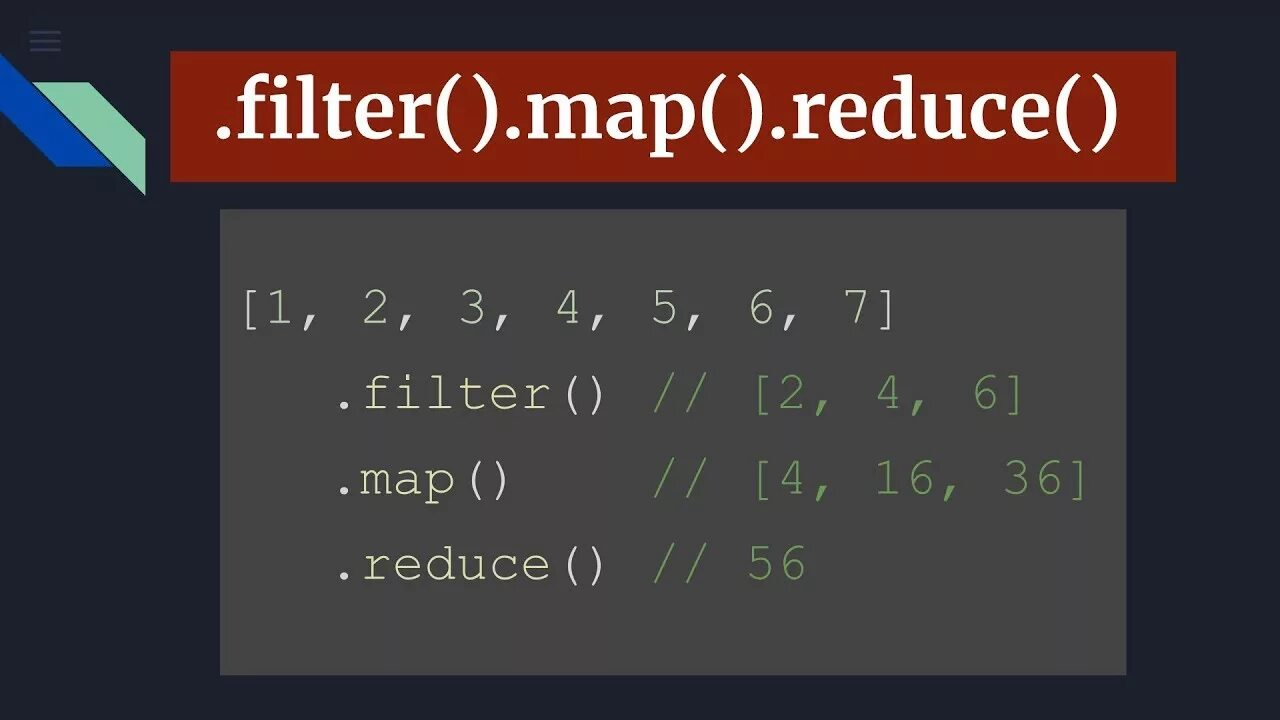 .filter().map().reduce()
[1, 2, 3, 4, 5, 6, 7]
.filter() // [2, 4, 6]
.map() // [4, 16, 36]
.reduce() // 56